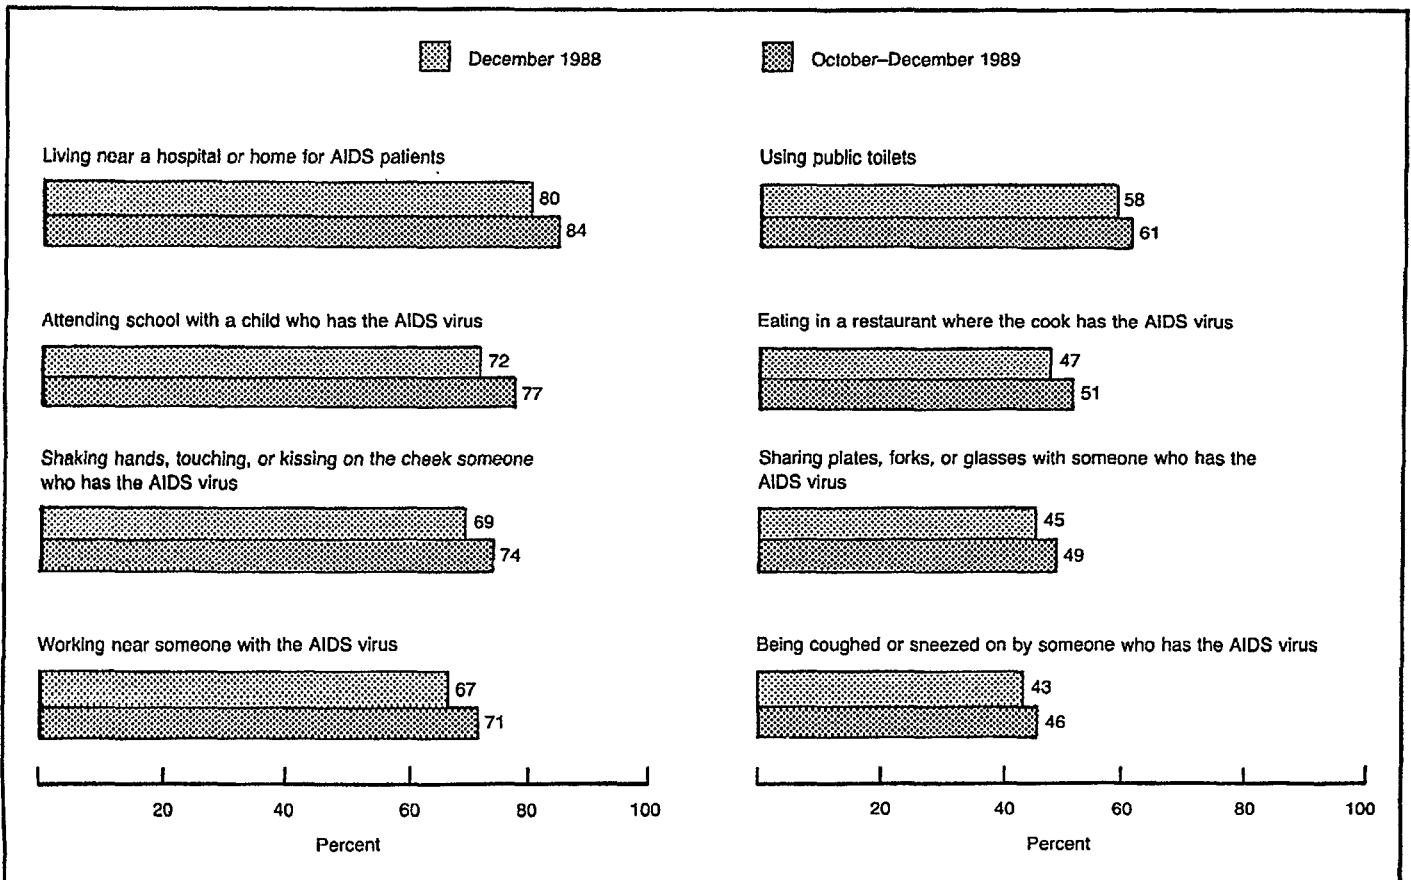 December 1988
October–December 1989
Living near a hospital or home for AIDS patients
80
84
Attending school with a child who has the AIDS virus
72
77
Shaking hands, touching, or kissing on the cheek someone
who has the AIDS virus
69
74
Working near someone with the AIDS virus
67
71
20 40 60 80 100
Percent
Using public toilets
58
61
Eating in a restaurant where the cook has the AIDS virus
47
51
Sharing plates, forks, or glasses with someone who has the
AIDS virus
45
49
Being coughed or sneezed on by someone who has the AIDS virus
43
46
20 40 60 80 100
Percent